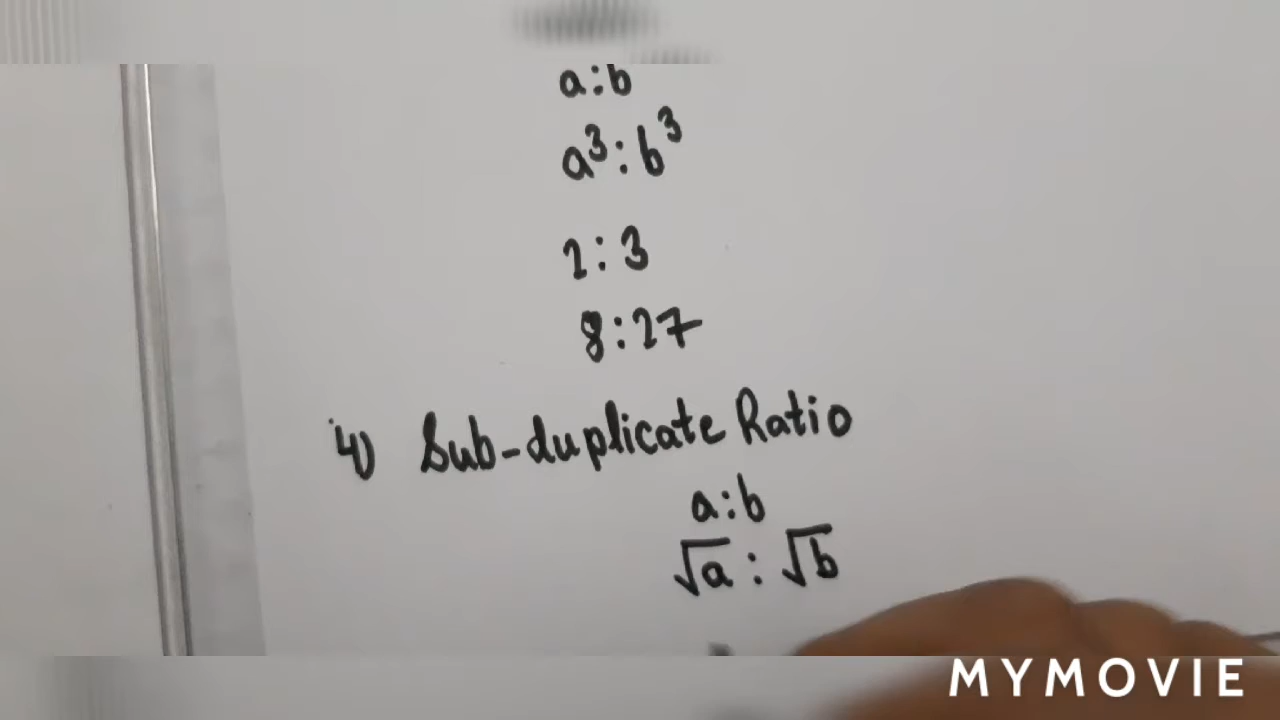 a:b
a³:b³
2:3
8:27
4) Sub-duplicate Ratio
a:b
√a : √b
MYMOVIE